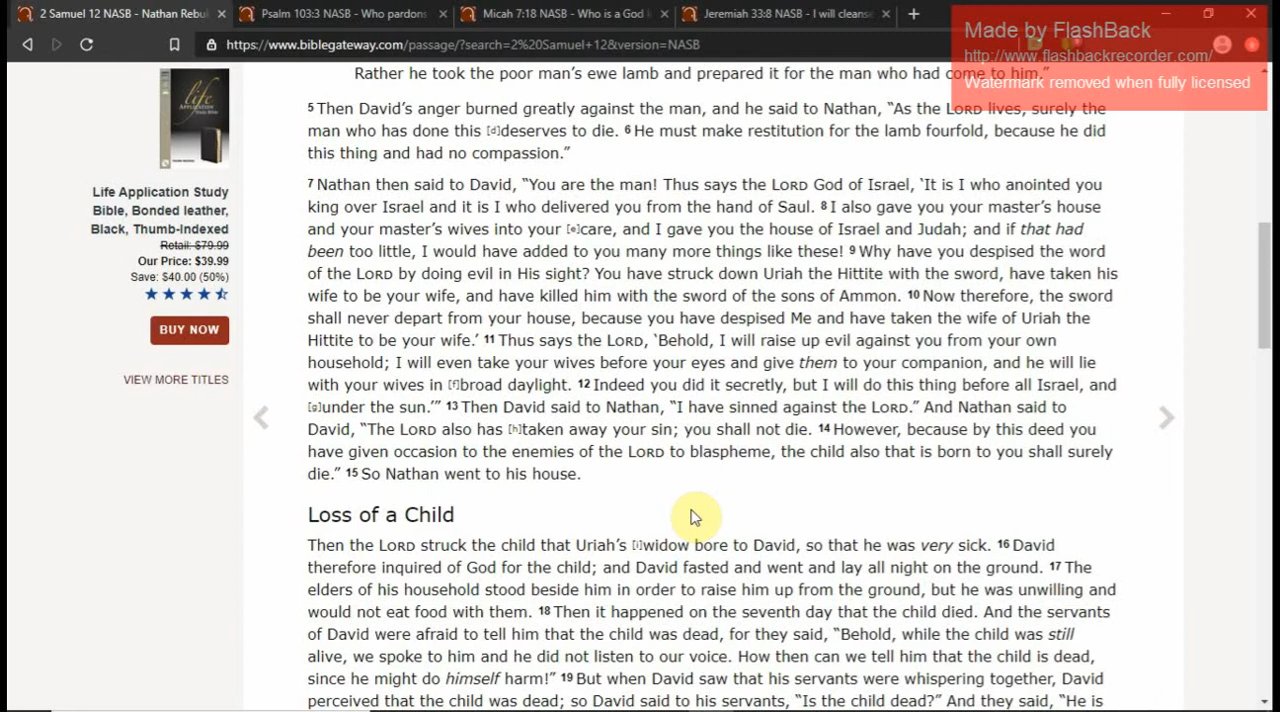 2 Samuel 12 NASB - Nathan Rebu
Psalm 103:3 NASB - Who pardons
Micah 7:18 NASB - Who is a God
Jeremiah 33:8 NASB - I will cleanse
https://www.biblegateway.com/passage/?search=2%20Samuel+12&version=NASB
Made by FlashBack
http://www.flashbackrecorder.com/
Watermark removed when fully licensed
life
APPLICATION
Life Application Study
Bible, Bonded leather,
Black, Thumb-Indexed
Retail: $79.99
Our Price: $39.99
Save: $40.00 (50%)
BUY NOW
VIEW MORE TITLES
Rather he took the poor man’s ewe lamb and prepared it for the man who had come to him.”
5 Then David’s anger burned greatly against the man, and he said to Nathan, “As the LORD lives, surely the
man who has done this [d]deserves to die. 6 He must make restitution for the lamb fourfold, because he did
this thing and had no compassion.”
7 Nathan then said to David, “You are the man! Thus says the LORD God of Israel, ‘It is I who anointed you
king over Israel and it is I who delivered you from the hand of Saul. 8 I also gave you your master’s house
and your master’s wives into your [e]care, and I gave you the house of Israel and Judah; and if that had
been too little, I would have added to you many more things like these! 9 Why have you despised the word
of the LORD by doing evil in His sight? You have struck down Uriah the Hittite with the sword, have taken his
wife to be your wife, and have killed him with the sword of the sons of Ammon. 10 Now therefore, the sword
shall never depart from your house, because you have despised Me and have taken the wife of Uriah the
Hittite to be your wife.’ 11 Thus says the LORD, ‘Behold, I will raise up evil against you from your own
household; I will even take your wives before your eyes and give them to your companion, and he will lie
with your wives in [f]broad daylight. 12 Indeed you did it secretly, but I will do this thing before all Israel, and
[g]under the sun.’” 13 Then David said to Nathan, “I have sinned against the LORD.” And Nathan said to
David, “The LORD also has [h]taken away your sin; you shall not die. 14 However, because by this deed you
have given occasion to the enemies of the LORD to blaspheme, the child also that is born to you shall surely
die.” 15 So Nathan went to his house.
Loss of a Child
Then the LORD struck the child that Uriah’s [i]widow bore to David, so that he was very sick. 16 David
therefore inquired of God for the child; and David fasted and went and lay all night on the ground. 17 The
elders of his household stood beside him in order to raise him up from the ground, but he was unwilling and
would not eat food with them. 18 Then it happened on the seventh day that the child died. And the servants
of David were afraid to tell him that the child was dead, for they said, “Behold, while the child was still
alive, we spoke to him and he did not listen to our voice. How then can we tell him that the child is dead,
since he might do himself harm!” 19 But when David saw that his servants were whispering together, David
perceived that the child was dead; so David said to his servants, “Is the child dead?” And they said, “He is